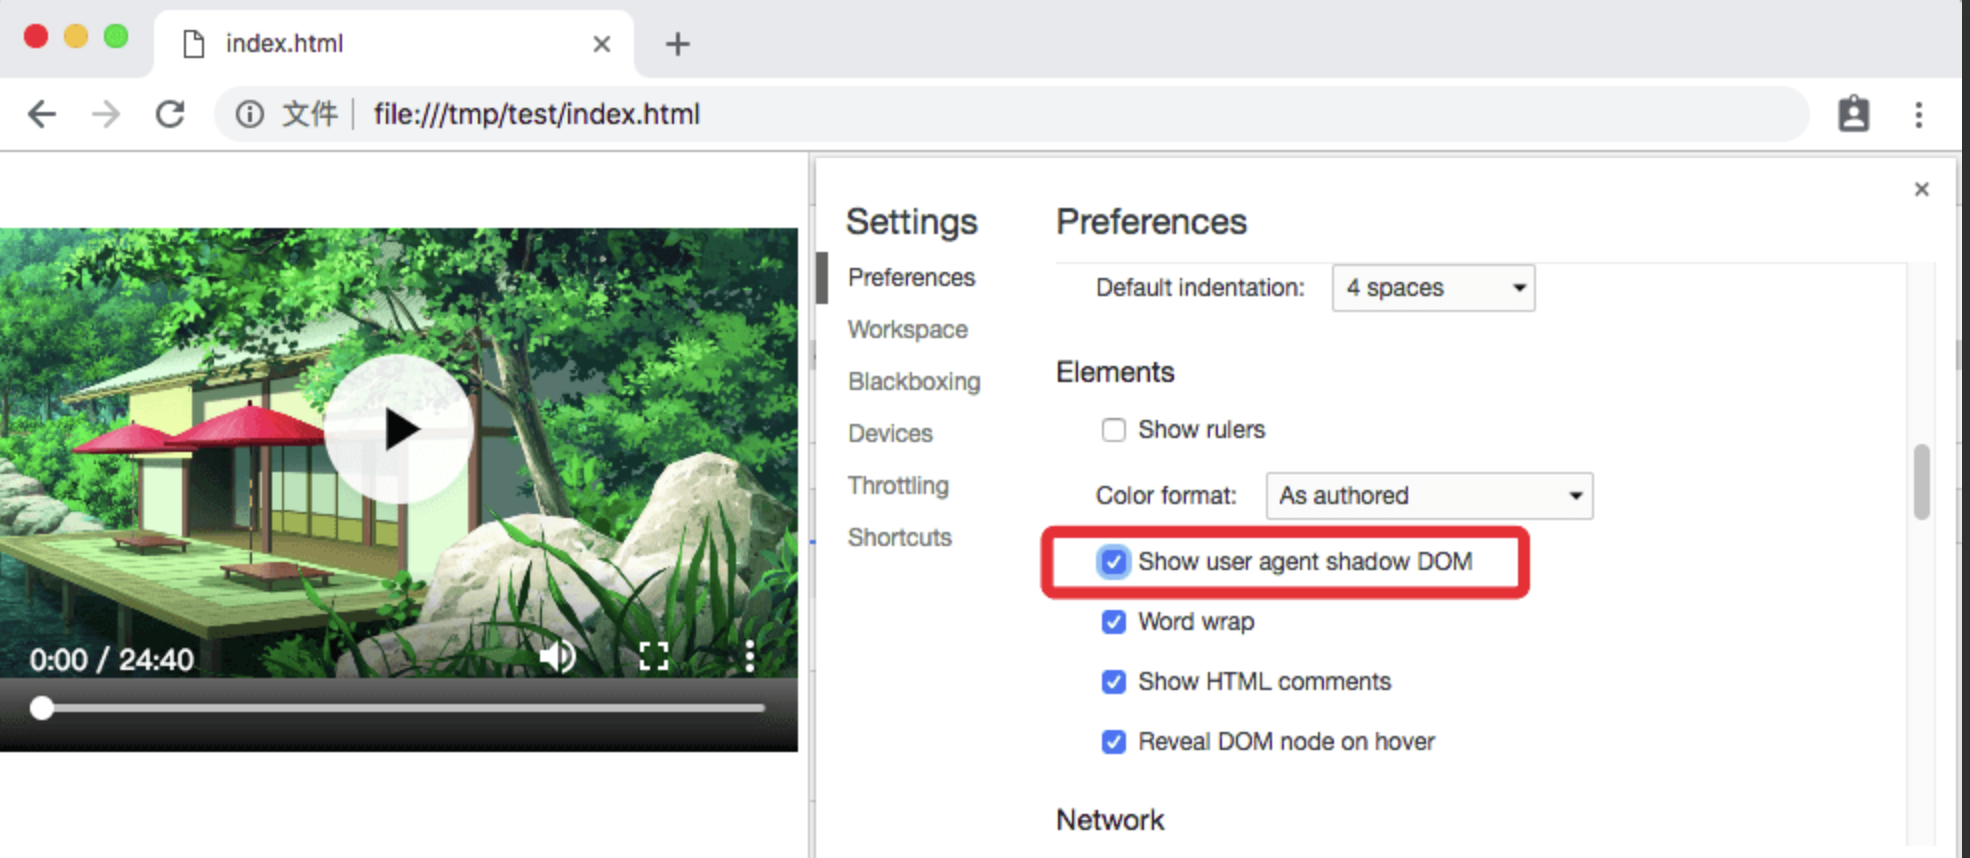 index.html
文件 file:///tmp/test/index.html
0:00 / 24:40
Settings
Preferences
Workspace
Blackboxing
Devices
Throttling
Shortcuts
Preferences
Default indentation: 4 spaces
Elements
Show rulers
Color format: As authored
Show user agent shadow DOM
Word wrap
Show HTML comments
Reveal DOM node on hover
Network